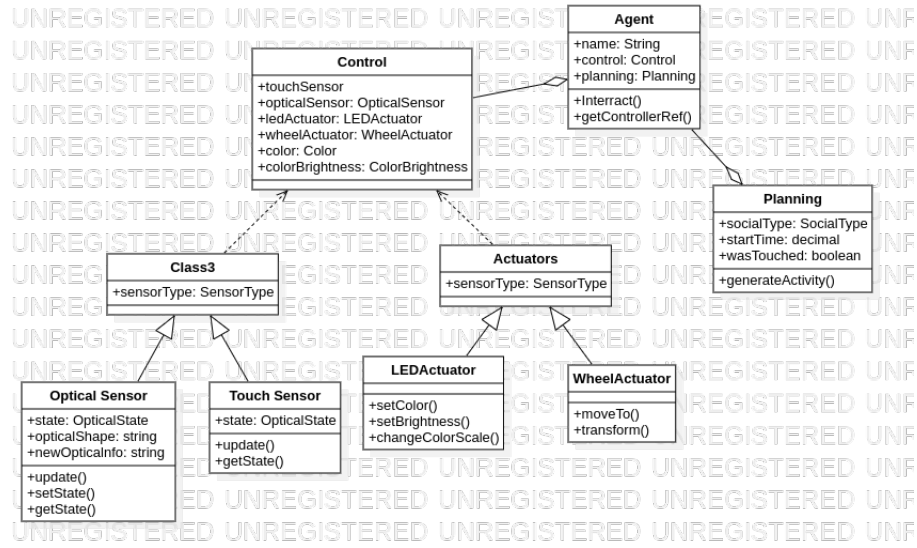 Agent
+name: String
+control: Control
+planning: Planning
+Interract()
+getControllerRef()
Control
+touchSensor
+opticalSensor: OpticalSensor
+ledActuator: LEDActuator
+wheelActuator: WheelActuator
+color: Color
+colorBrightness: ColorBrightness
Planning
+socialType: SocialType
+startTime: decimal
+wasTouched: boolean
+generateActivity()
Class3
+sensorType: SensorType
Actuators
+sensorType: SensorType
Optical Sensor
+state: OpticalState
+opticalShape: string
+newOpticaInfo: string
+update()
+setState()
+getState()
Touch Sensor
+state: OpticalState
+update()
+getState()
LEDActuator
+setColor()
+setBrightness()
+changeColorScale()
WheelActuator
+moveTo()
+transform()
UNREGISTERED